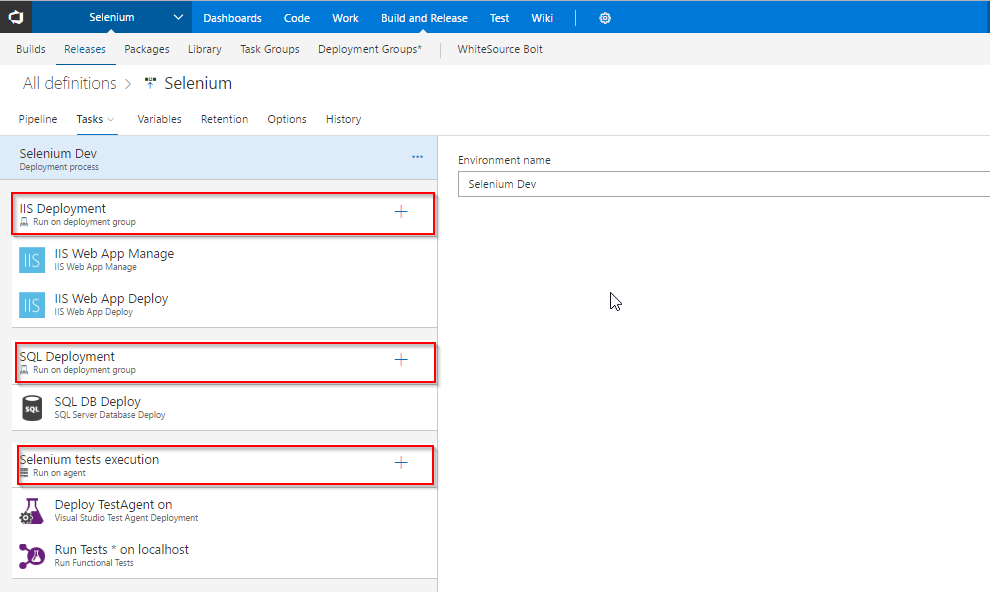 Selenium Dashboards Code Work Build and Release Test Wiki
Builds Releases Packages Library Task Groups Deployment Groups* WhiteSource Bolt
All definitions > Selenium
Pipeline Tasks Variables Retention Options History
Selenium Dev ...
Deployment process
Environment name
Selenium Dev
IIS Deployment
Run on deployment group
IIS
IIS Web App Manage
IIS Web App Manage
IIS
IIS Web App Deploy
IIS Web App Deploy
SQL Deployment
Run on deployment group
SQL
SQL DB Deploy
SQL Server Database Deploy
Selenium tests execution
Run on agent
Deploy TestAgent on
Visual Studio Test Agent Deployment
Run Tests * on localhost
Run Functional Tests